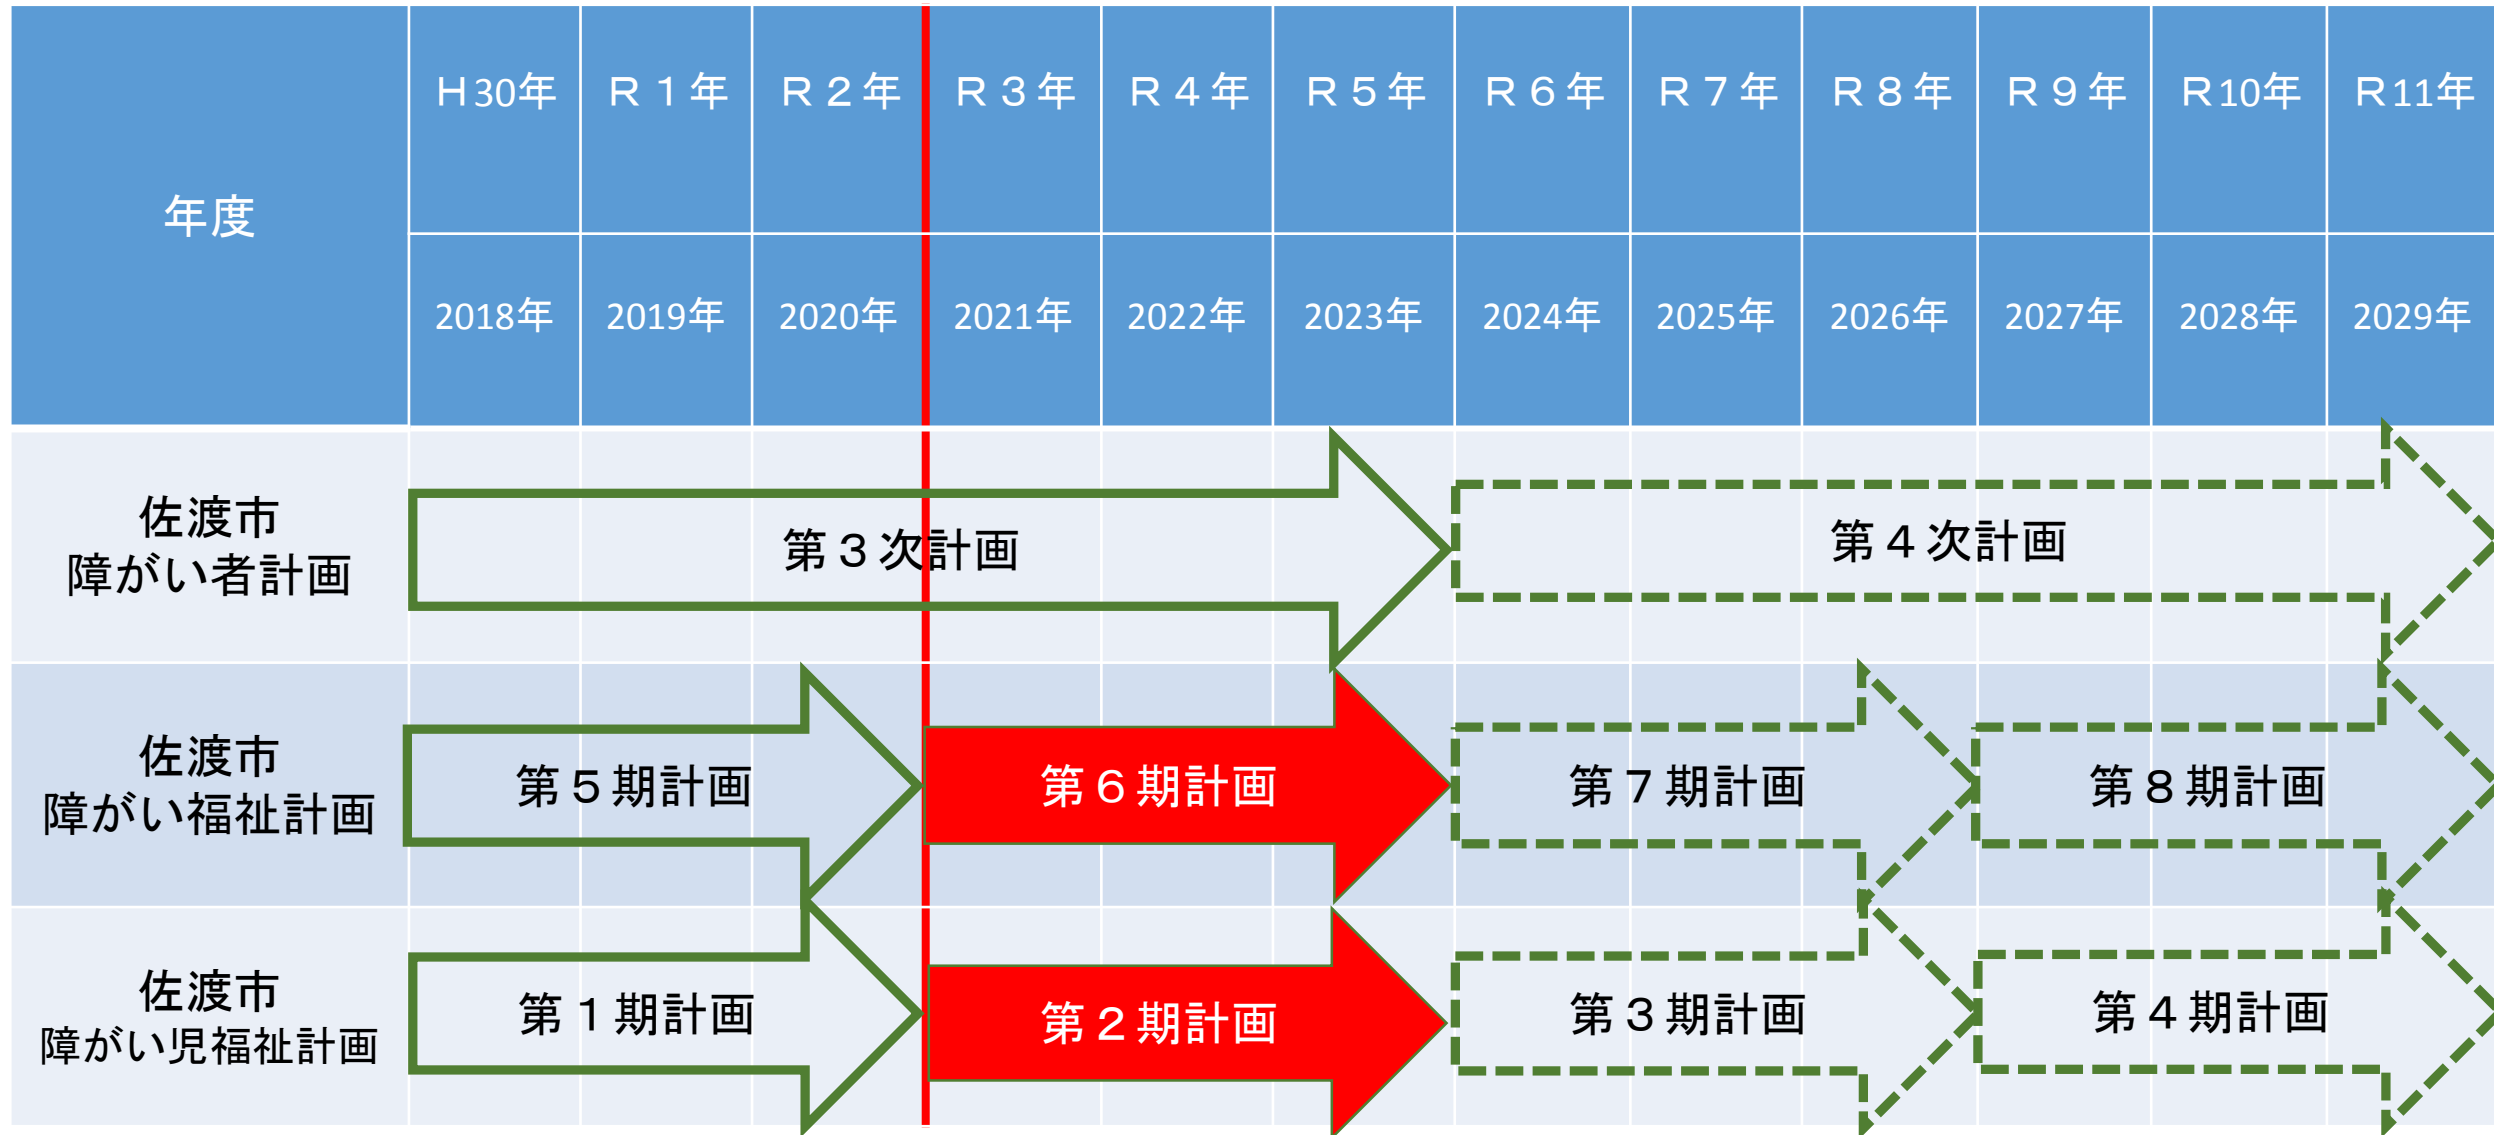 年度
Ｈ30年
Ｒ１年
Ｒ２年
Ｒ３年
Ｒ４年
Ｒ５年
Ｒ６年
Ｒ７年
Ｒ８年
Ｒ９年
Ｒ10年
Ｒ11年
2018年
2019年
2020年
2021年
2022年
2023年
2024年
2025年
2026年
2027年
2028年
2029年
佐渡市
障がい者計画
第３次計画
第４次計画
佐渡市
障がい福祉計画
第５期計画
第６期計画
第７期計画
第８期計画
佐渡市
障がい児福祉計画
第１期計画
第２期計画
第３期計画
第４期計画